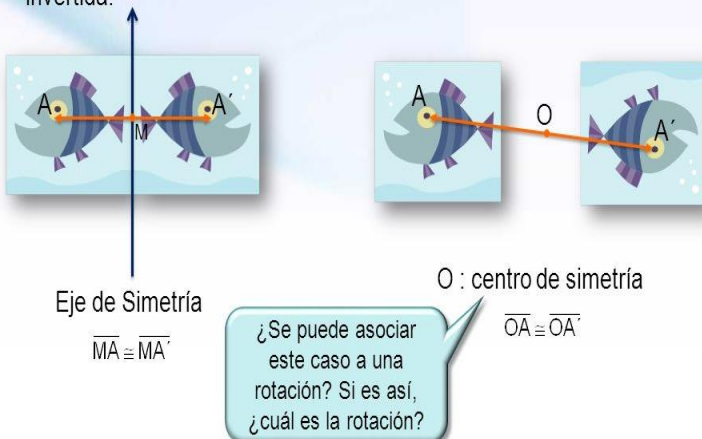 invertida.
A A´
M
A O A´
Eje de Simetría
MA ≅ MA´
O : centro de simetría
OA ≅ OA´
¿Se puede asociar
este caso a una
rotación? Si es así,
¿cuál es la rotación?